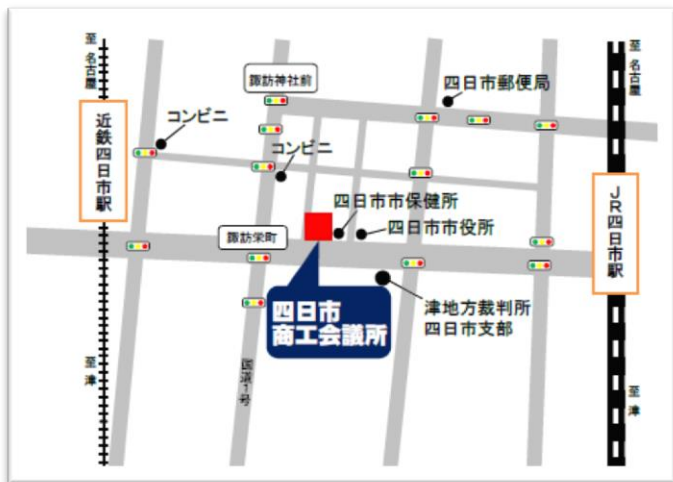 至 名古屋
至 名古屋
諏訪神社前
四日市郵便局
コンビニ
近鉄四日市駅
コンビニ
JR四日市駅
四日市市保健所
諏訪栄町
四日市市役所
四日市
商工会議所
津地方裁判所
四日市支部
国道1号
至 津
至 津